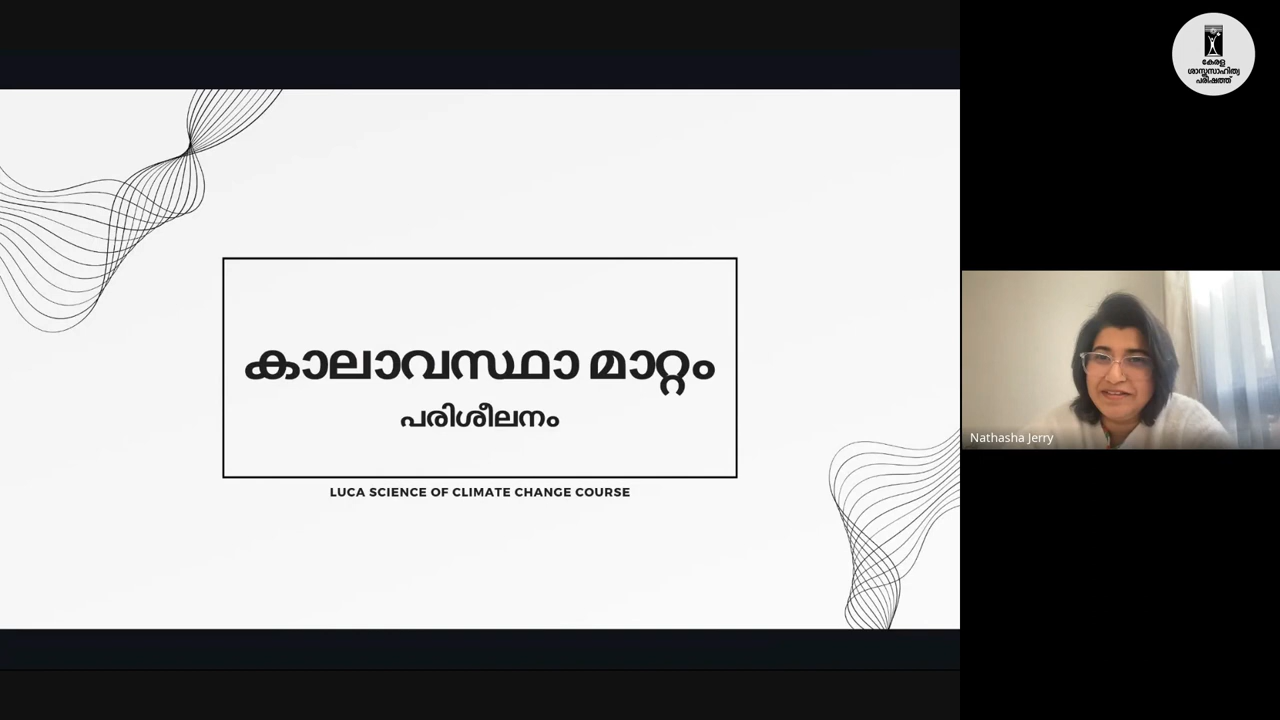 കാലാവസ്ഥാ മാറ്റം
പരിശീലനം
LUCA SCIENCE OF CLIMATE CHANGE COURSE
കേരള
ശാസ്ത്രസാഹിത്യ
പരിഷത്ത്
Nathasha Jerry